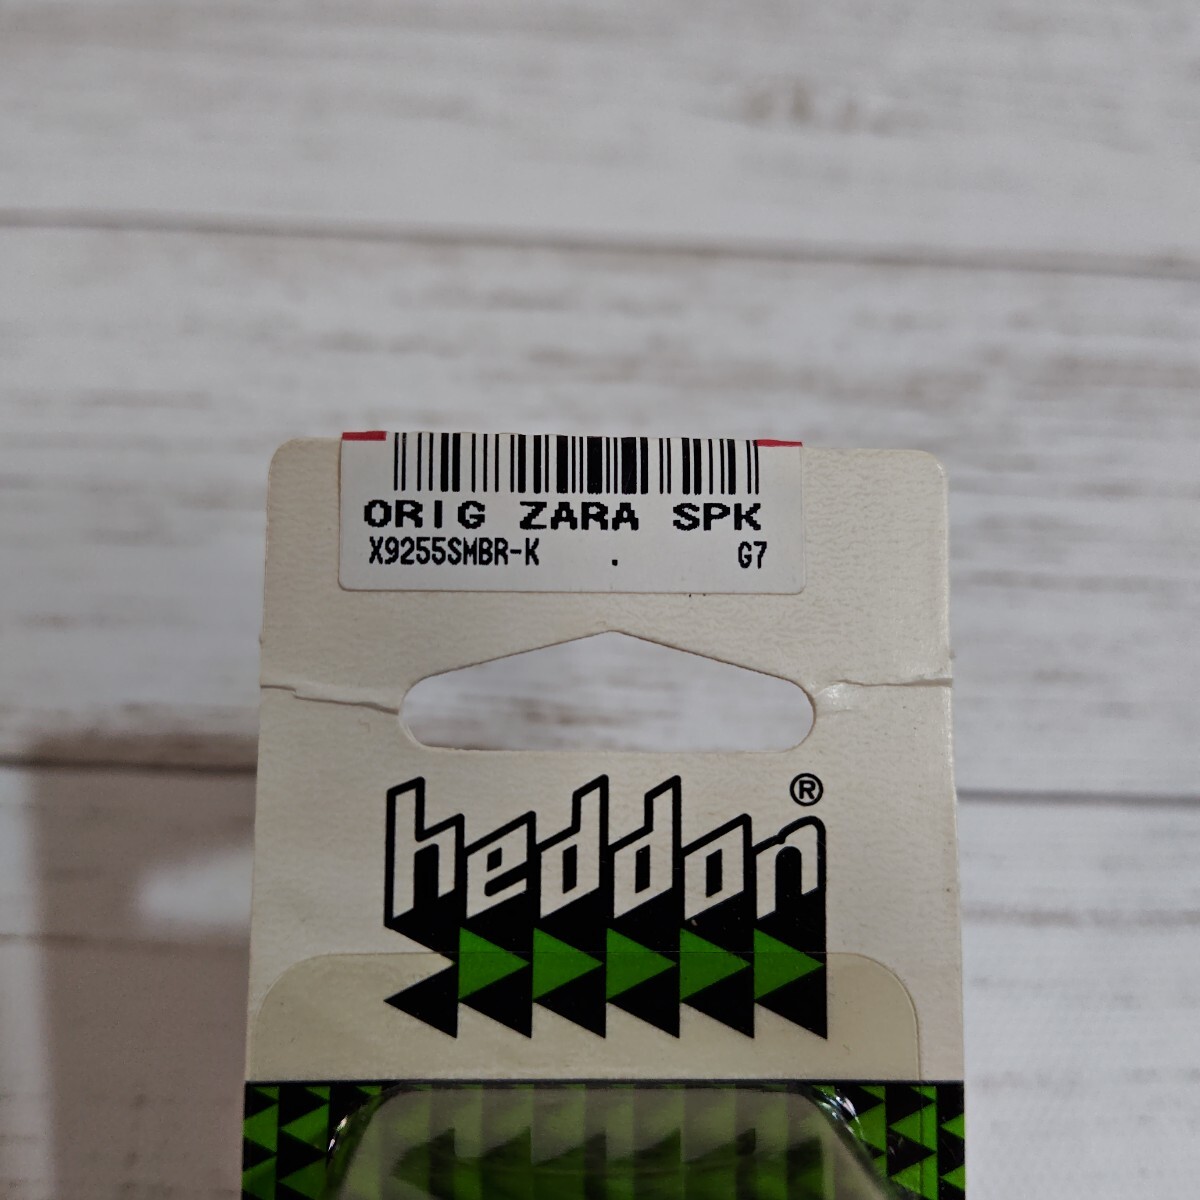 ORIG ZARA SPK
X9255SMBR-K . G7
heddon®